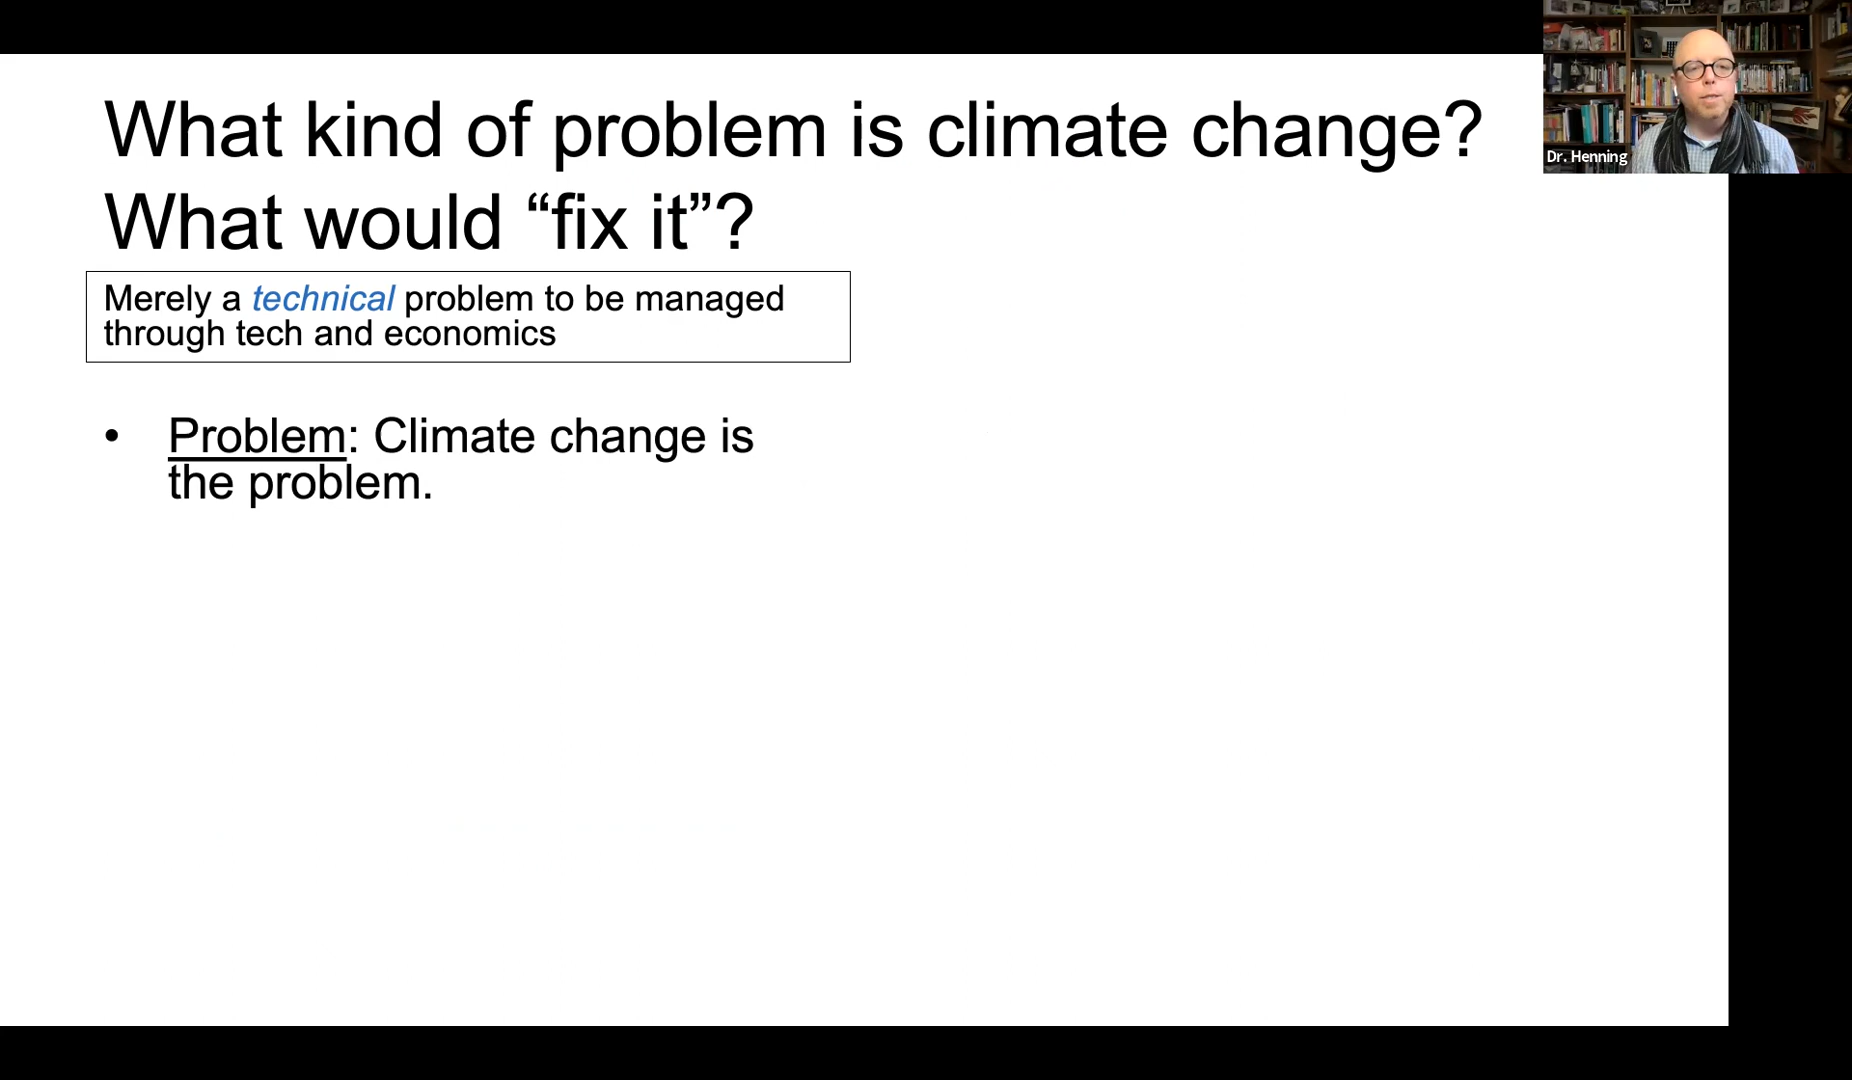 What kind of problem is climate change?
What would “fix it”?
Merely a technical problem to be managed
through tech and economics
• Problem: Climate change is
the problem.
Dr. Henning